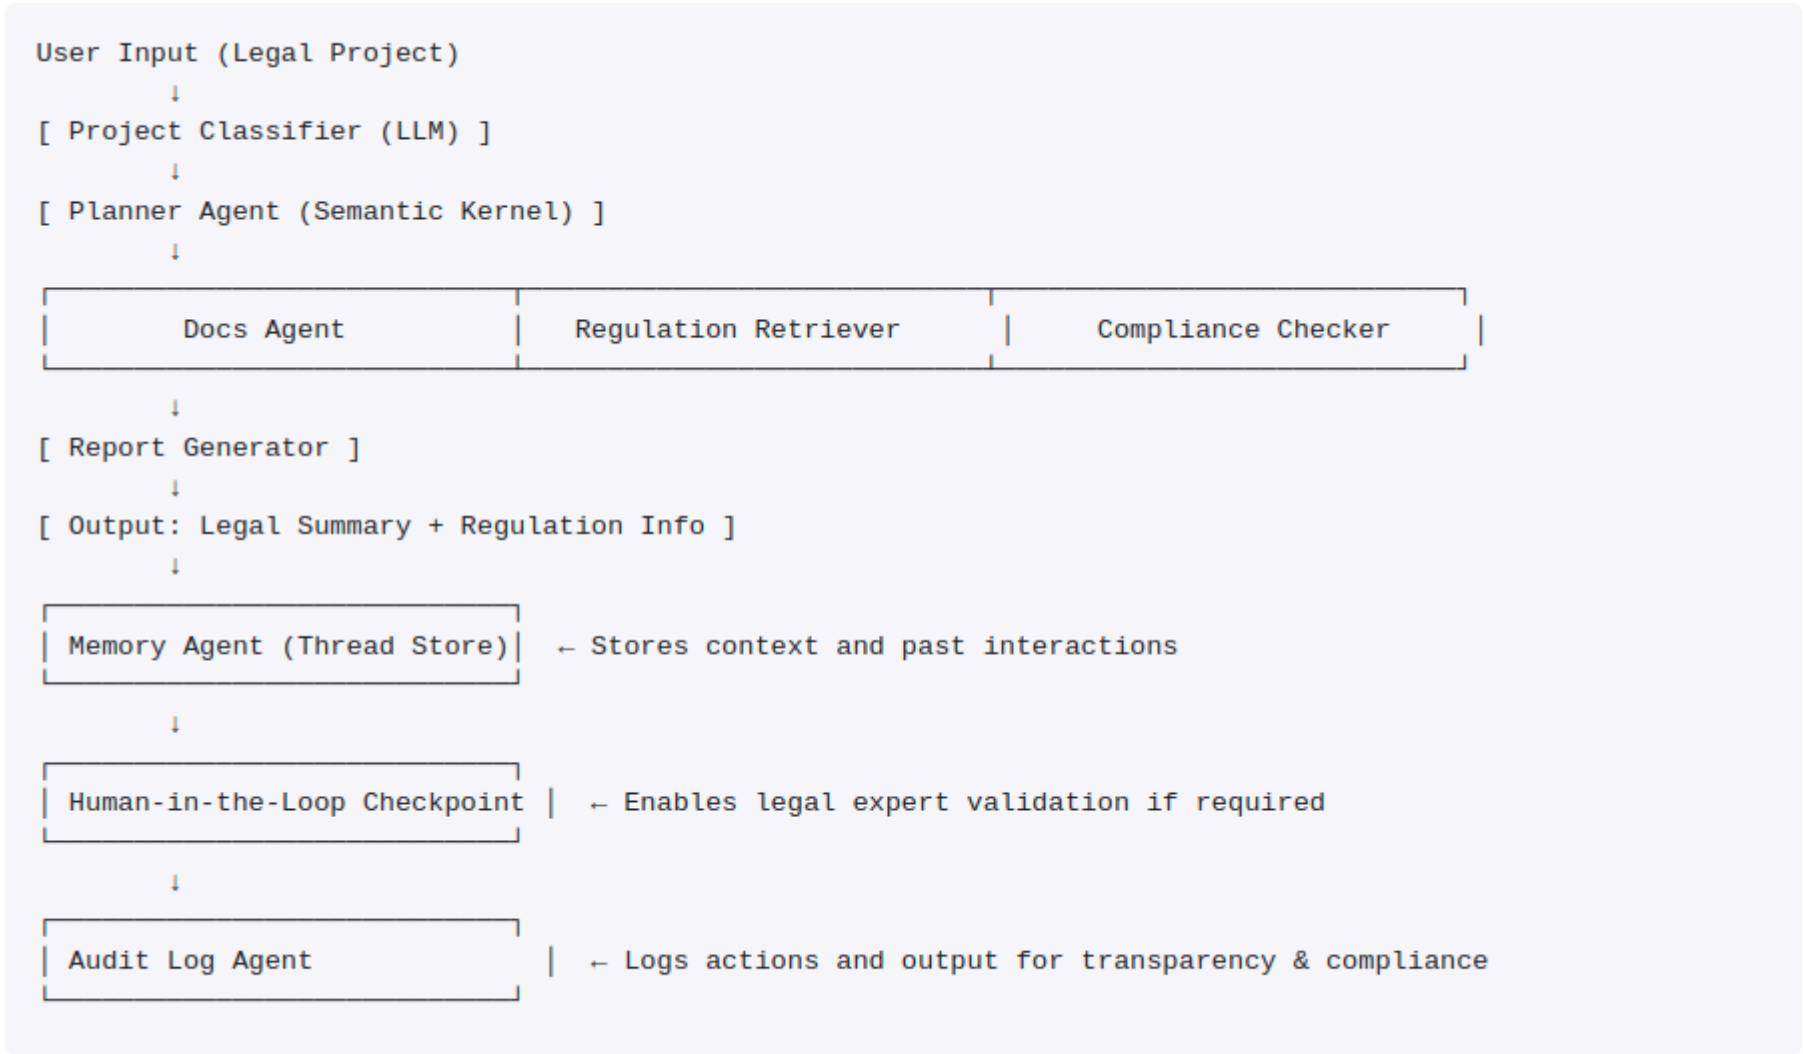 User Input (Legal Project)
↓
[ Project Classifier (LLM) ]
↓
[ Planner Agent (Semantic Kernel) ]
↓
Docs Agent │ Regulation Retriever │ Compliance Checker
↓
[ Report Generator ]
↓
[ Output: Legal Summary + Regulation Info ]
↓
Memory Agent (Thread Store) ← Stores context and past interactions
↓
Human-in-the-Loop Checkpoint ← Enables legal expert validation if required
↓
Audit Log Agent ← Logs actions and output for transparency & compliance